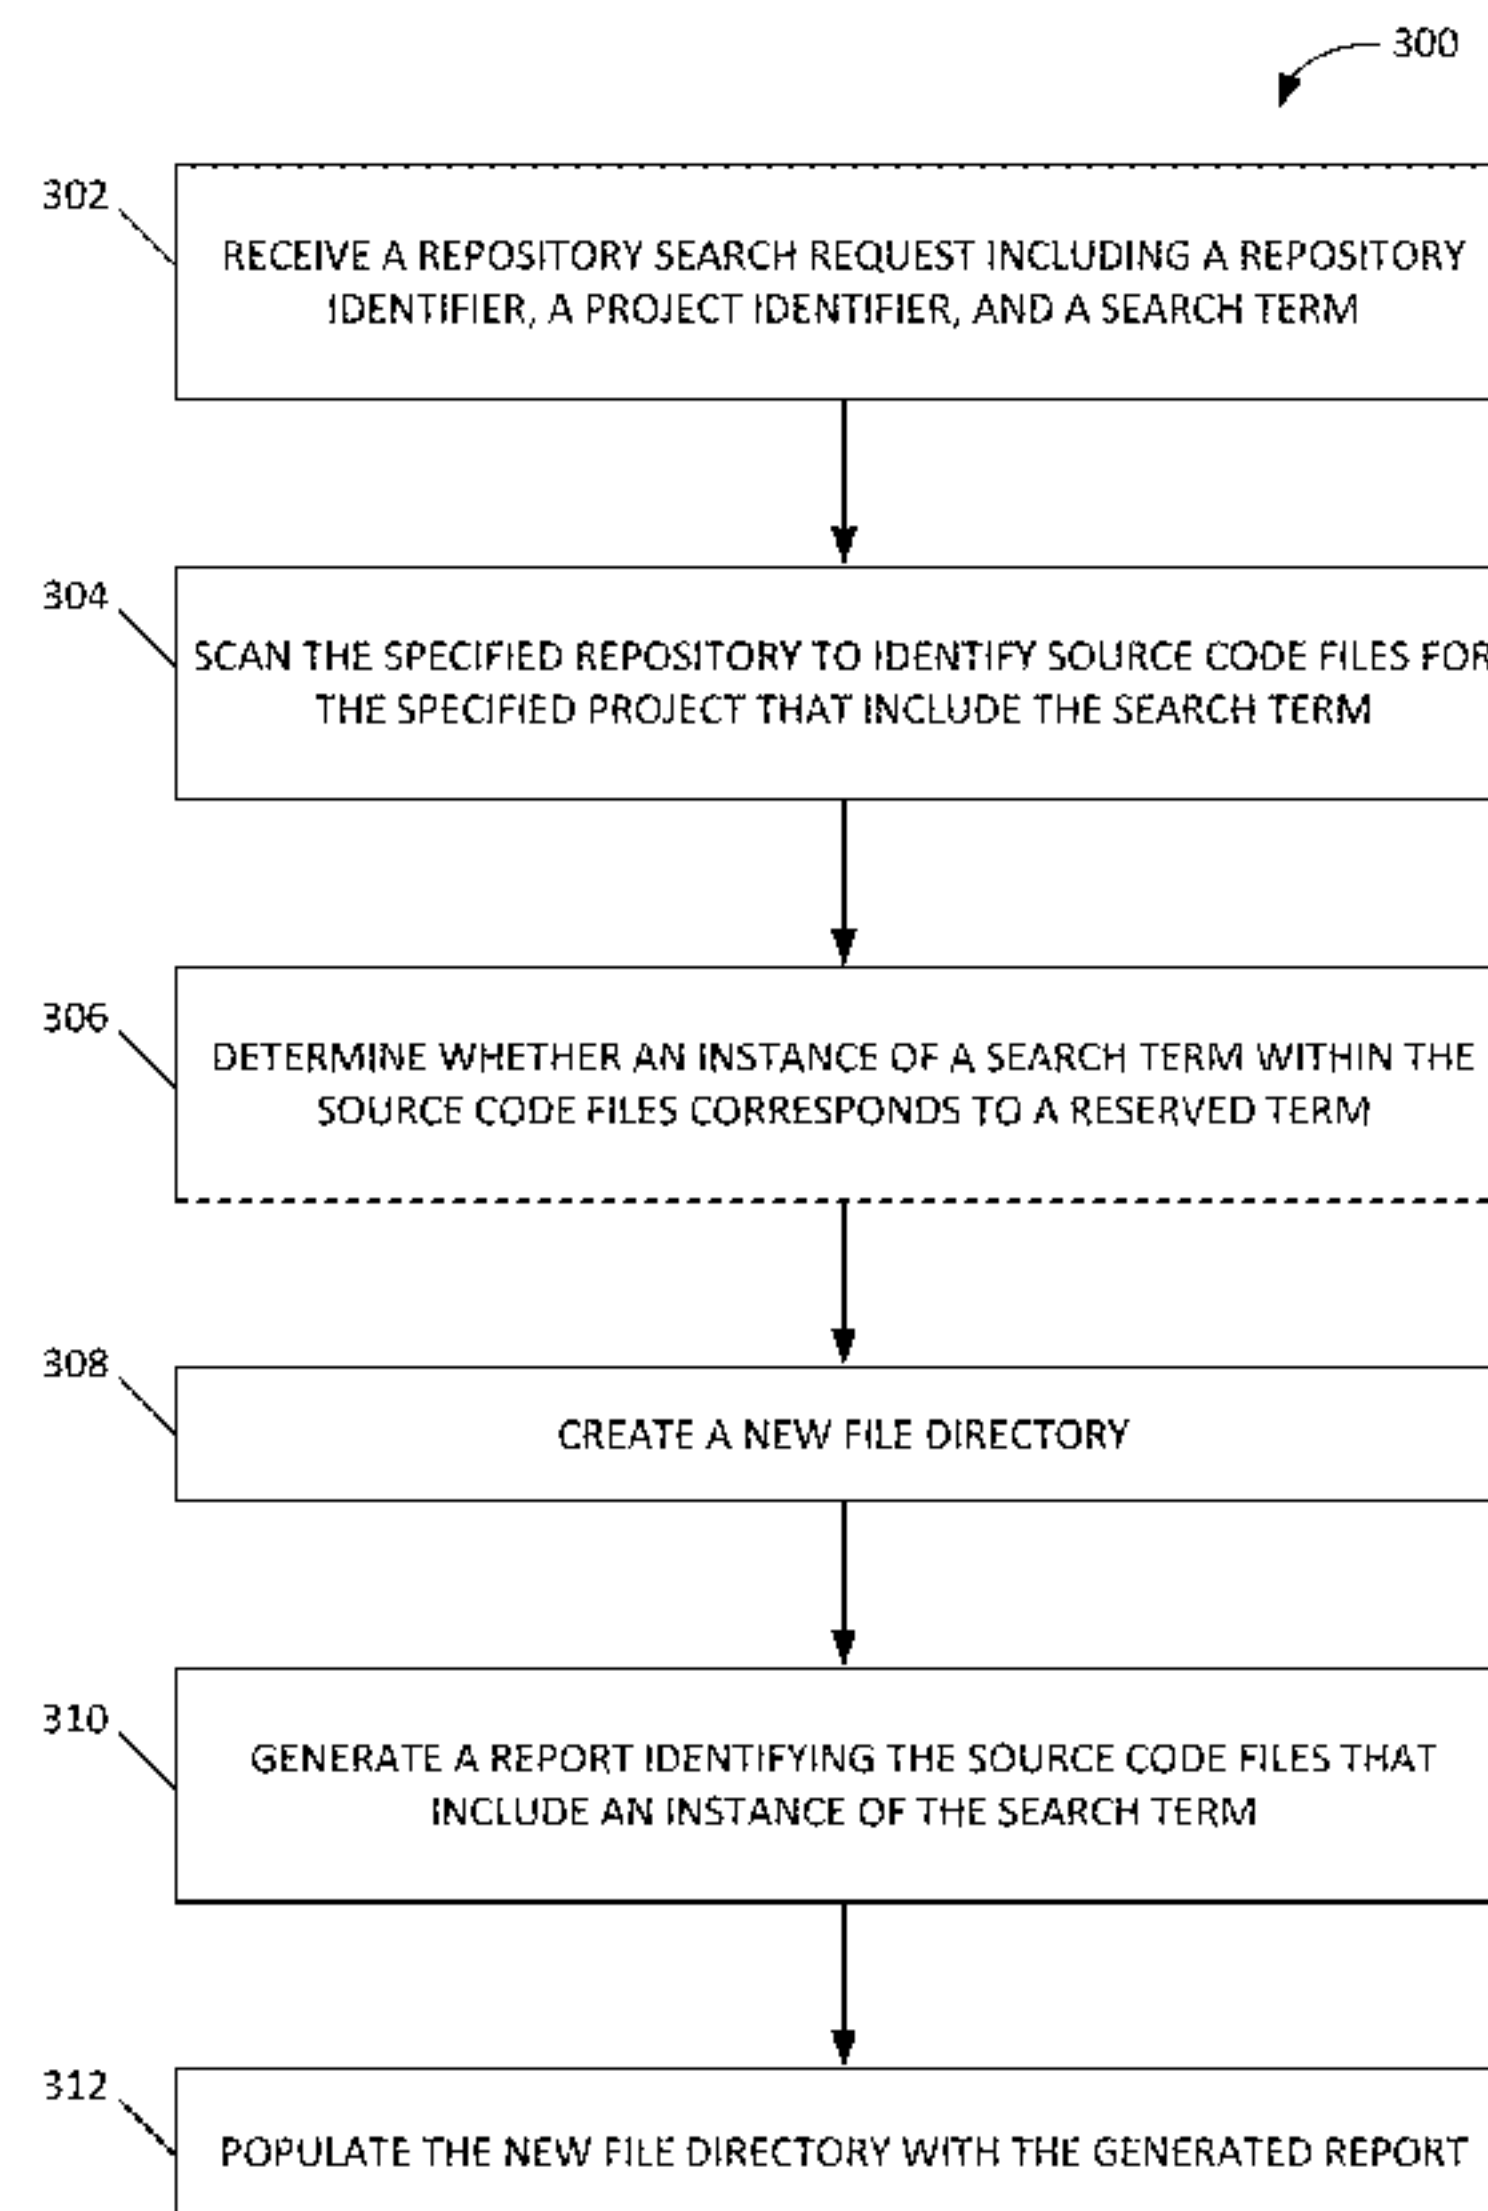 300
302
RECEIVE A REPOSITORY SEARCH REQUEST INCLUDING A REPOSITORY
IDENTIFIER, A PROJECT IDENTIFIER, AND A SEARCH TERM
304
SCAN THE SPECIFIED REPOSITORY TO IDENTIFY SOURCE CODE FILES FOR
THE SPECIFIED PROJECT THAT INCLUDE THE SEARCH TERM
306
DETERMINE WHETHER AN INSTANCE OF A SEARCH TERM WITHIN THE
SOURCE CODE FILES CORRESPONDS TO A RESERVED TERM
308
CREATE A NEW FILE DIRECTORY
310
GENERATE A REPORT IDENTIFYING THE SOURCE CODE FILES THAT
INCLUDE AN INSTANCE OF THE SEARCH TERM
312
POPULATE THE NEW FILE DIRECTORY WITH THE GENERATED REPORT